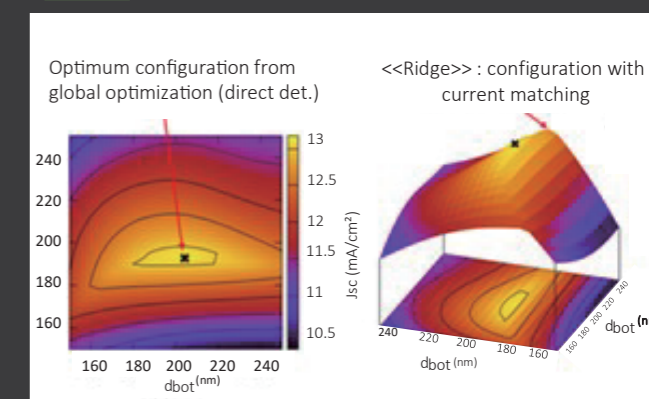 Optimum configuration from
global optimization (direct det.)
<<Ridge>> : configuration with
current matching
240
220
200
180
160
160 180 200 220 240
dbot (nm)
13
12.5
12
11.5
11
10.5
Jsc (mA/cm²)
240 220 200 180 160
dbot (nm)
160 180 200 220 240
dbot (n